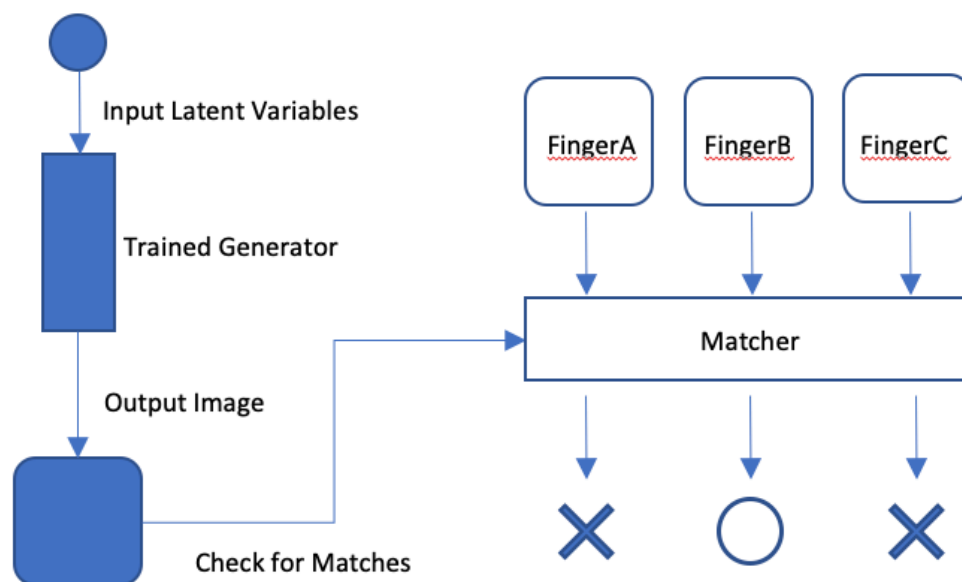 Input Latent Variables
Trained Generator
Output Image
Check for Matches
FingerA
FingerB
FingerC
Matcher